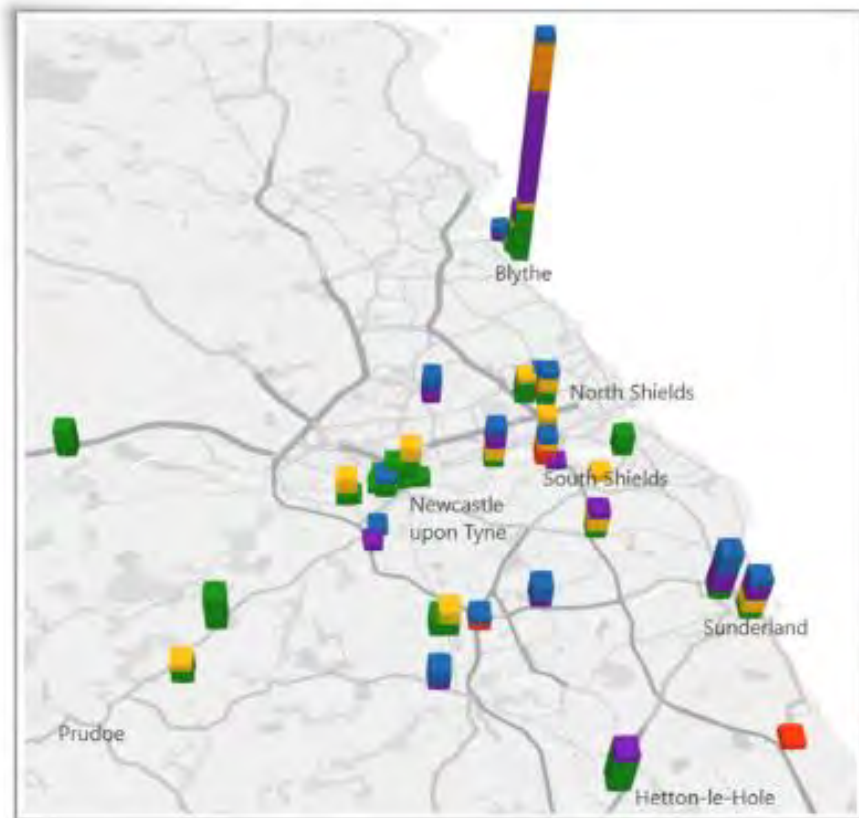 Blythe
North Shields
South Shields
Newcastle
upon Tyne
Sunderland
Prudoe
Hetton-le-Hole